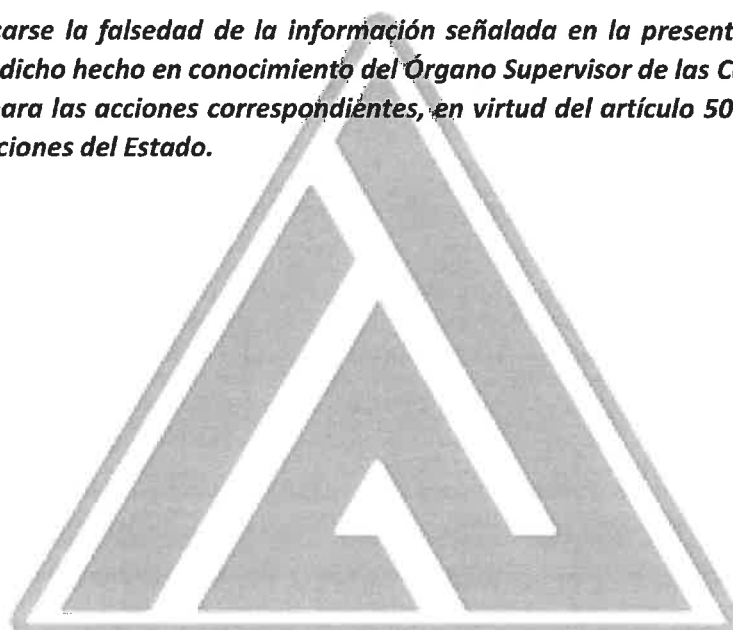 carse la falsedad de la información señalada en la present
dicho hecho en conocimiento del Órgano Supervisor de las C
para las acciones correspondientes, en virtud del artículo 50
ciones del Estado.